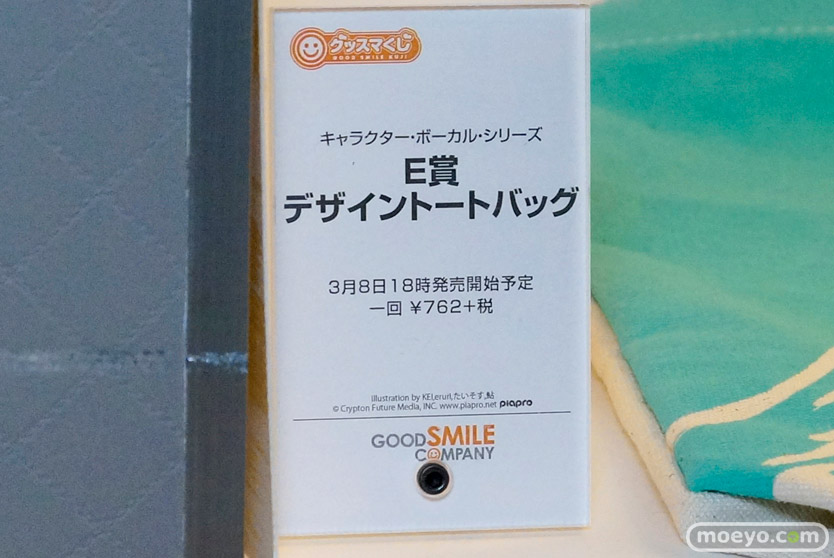 グッスマくじ
GOOD SMILE KUJI
キャラクター・ボーカル・シリーズ
E賞
デザイントートバッグ
3月8日18時発売開始予定
一回 ¥762+税
illustration by KEI,eruri,たいそす,鮎
© Crypton Future Media, INC. www.piapro.net piapro
GOOD SMILE
COMPANY
moeyo.com